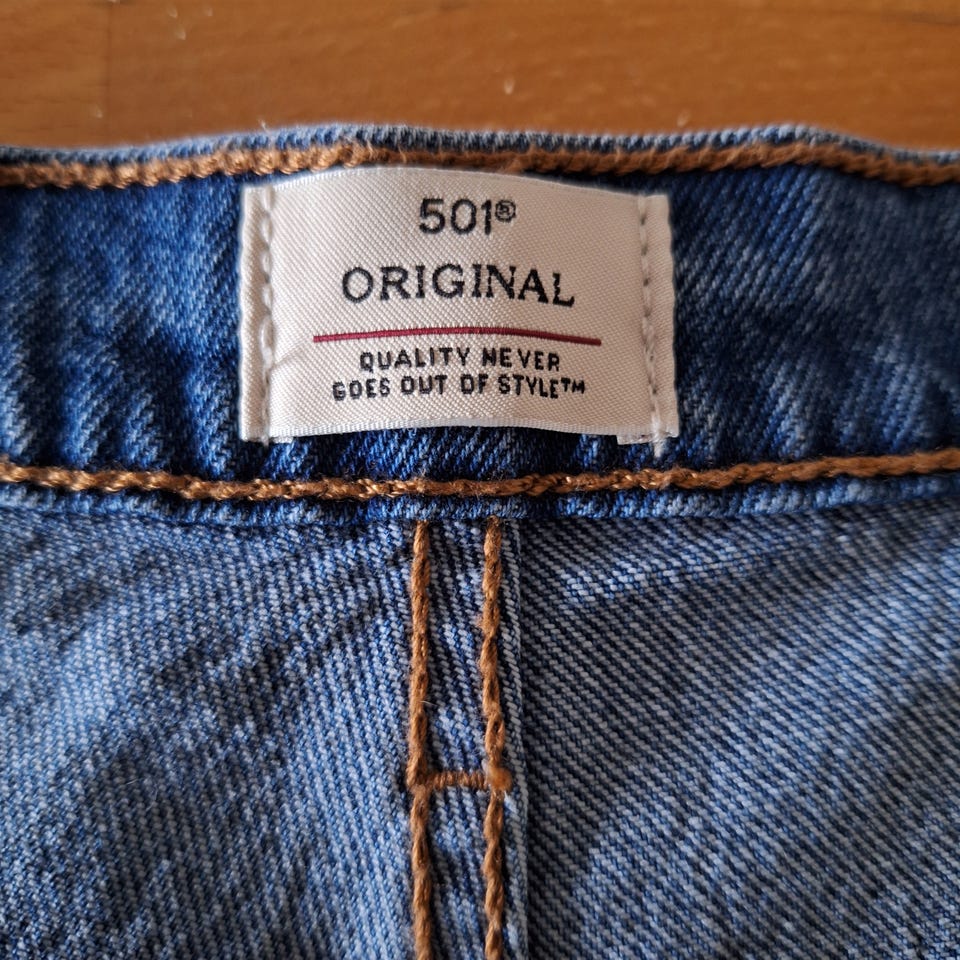 501®
ORIGINAL
QUALITY NEVER
GOES OUT OF STYLE™